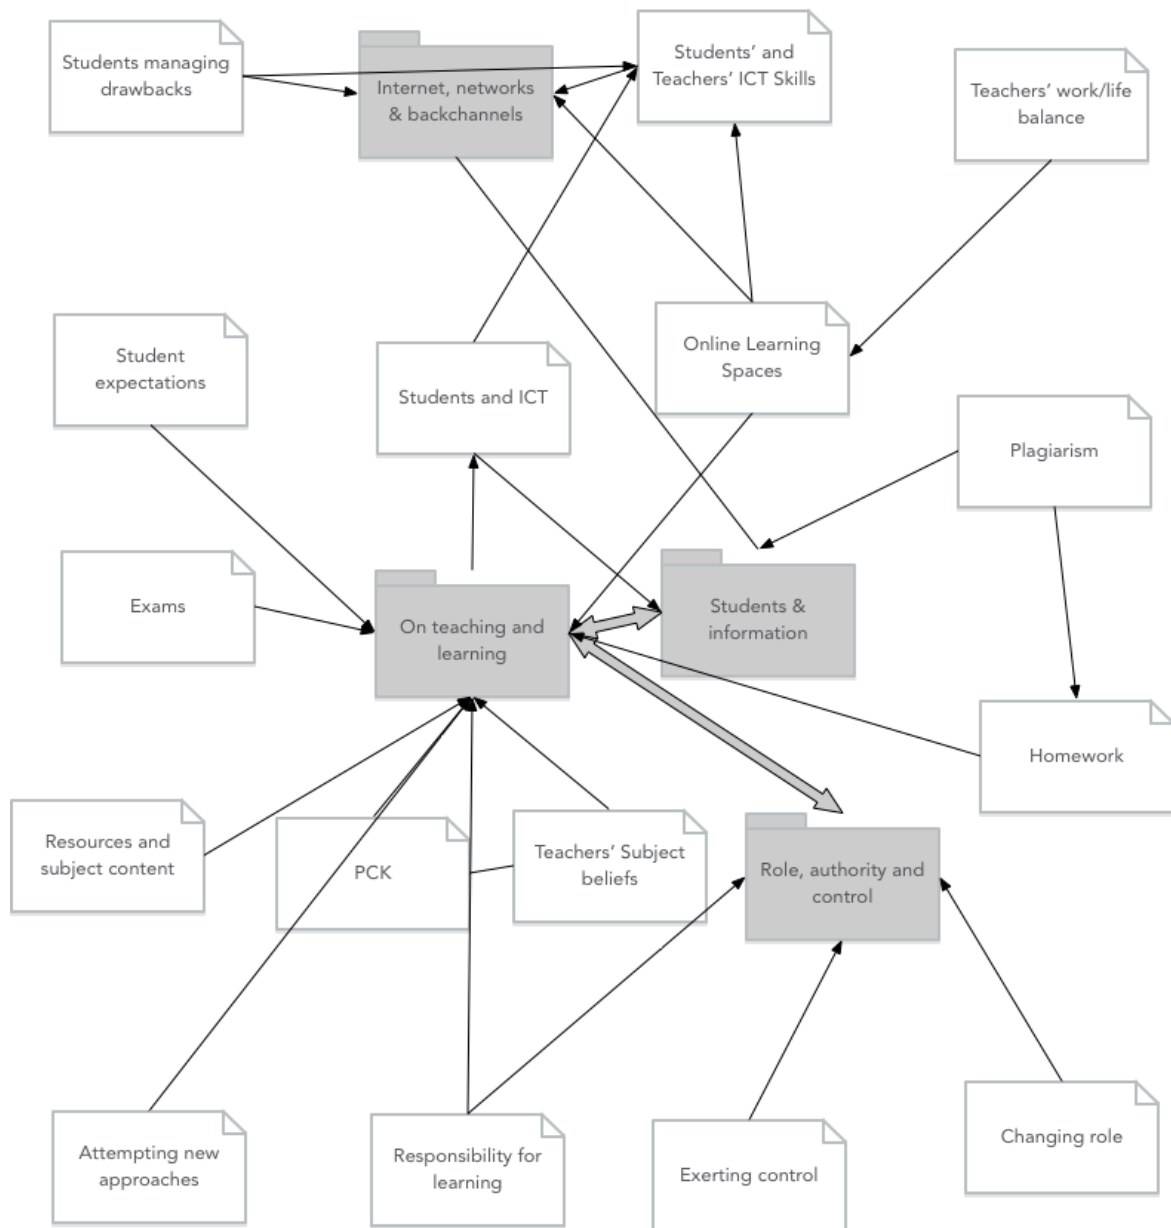 Students managing
drawbacks
Internet, networks
& backchannels
Students' and
Teachers' ICT Skills
Teachers' work/life
balance
Student
expectations
Students and ICT
Online Learning
Spaces
Plagiarism
Exams
On teaching and
learning
Students &
information
Homework
Resources and
subject content
PCK
Teachers' Subject
beliefs
Role, authority and
control
Attempting new
approaches
Responsibility for
learning
Exerting control
Changing role